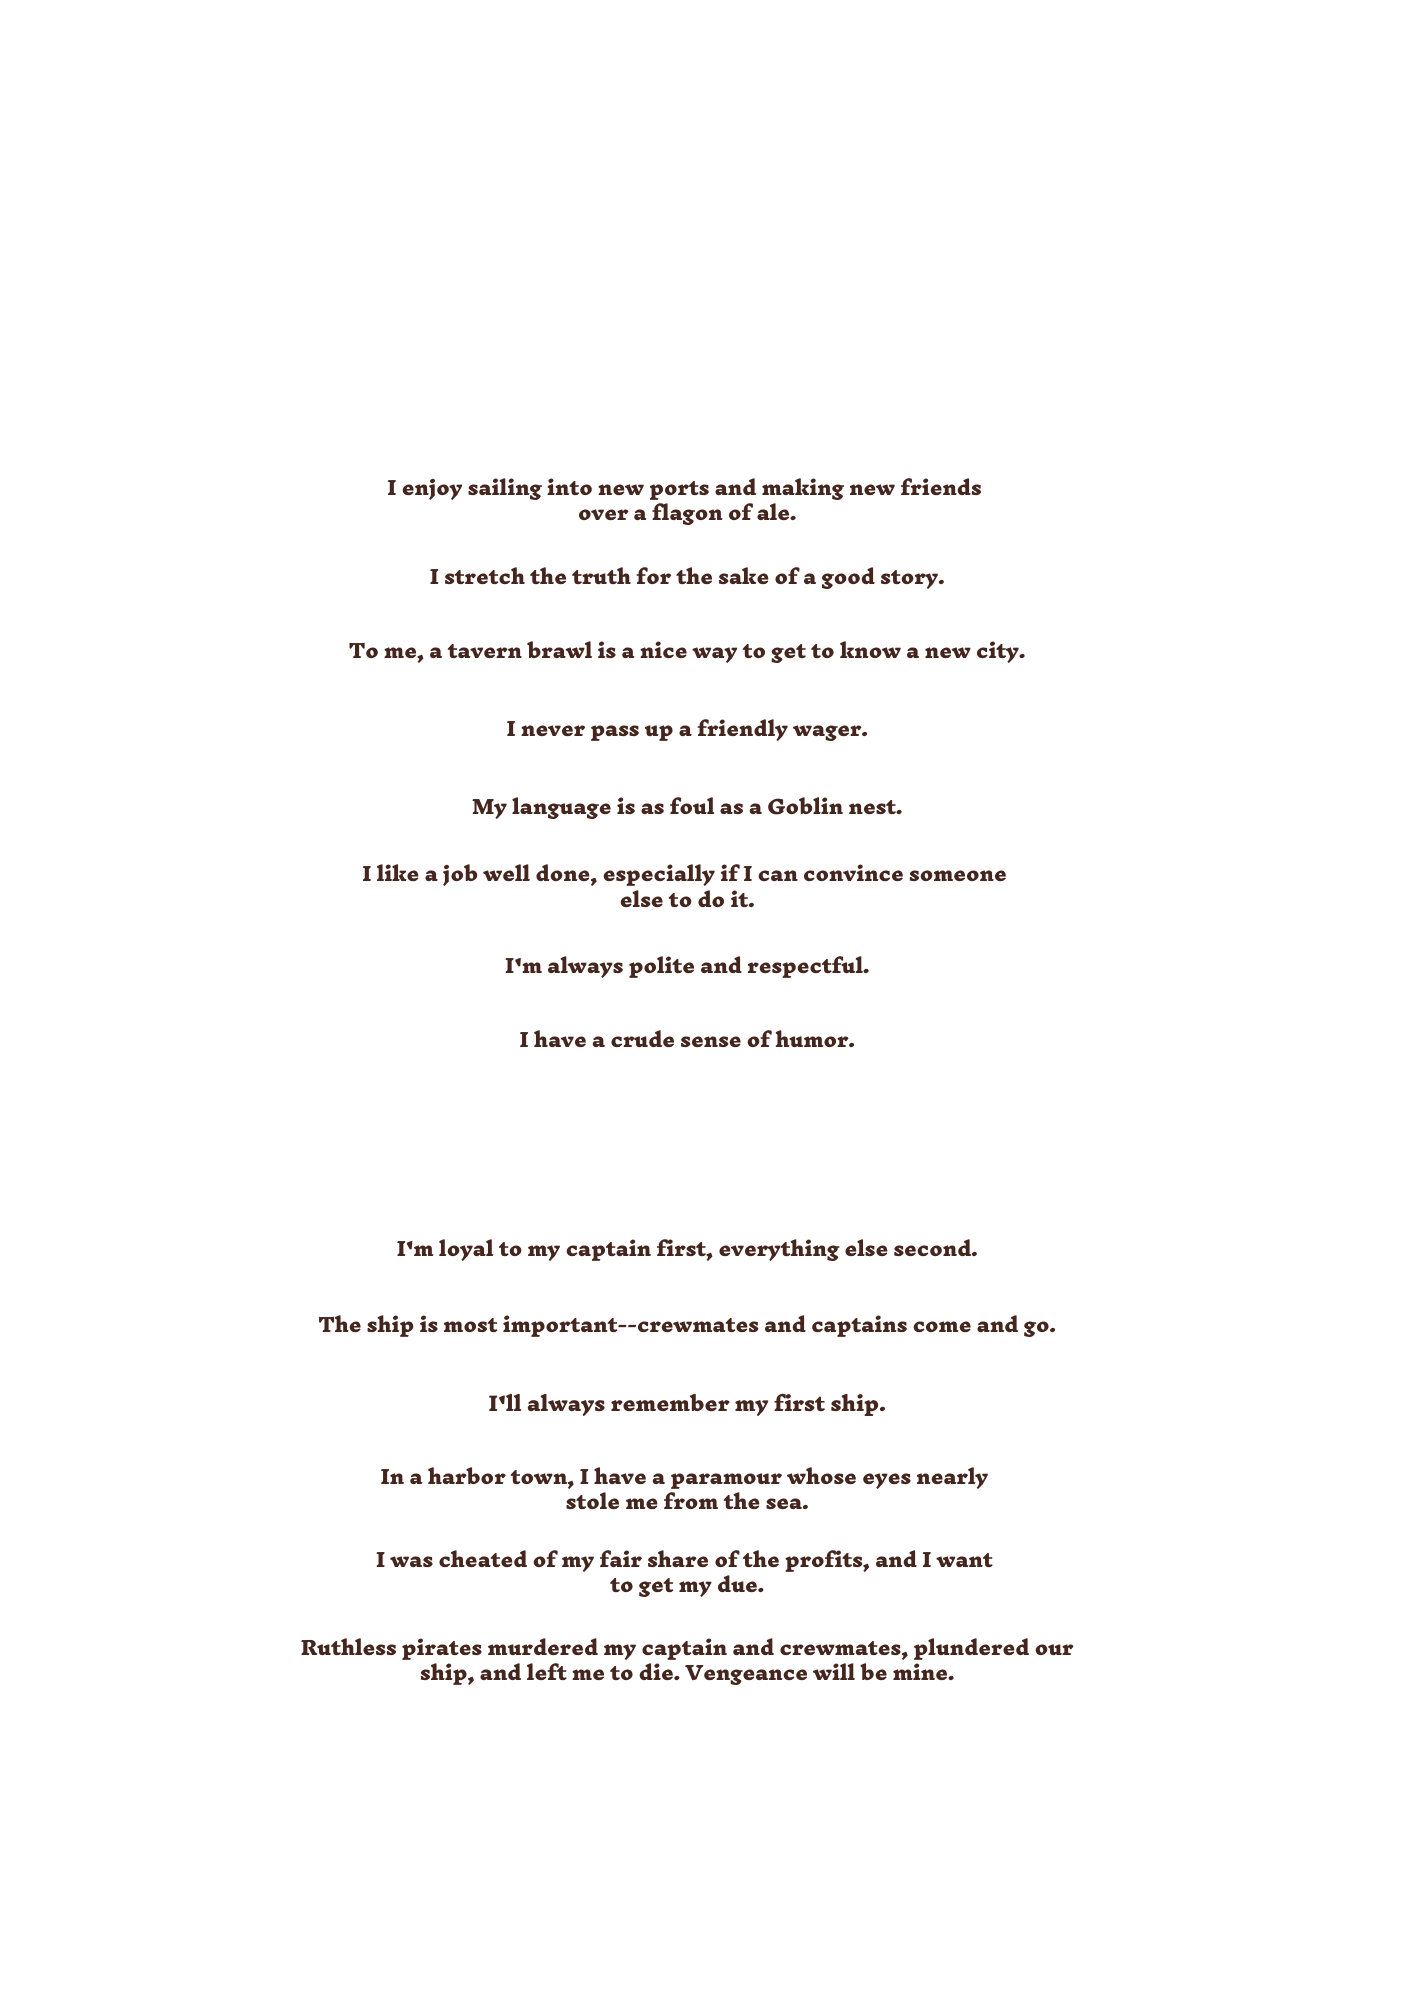 I enjoy sailing into new ports and making new friends
over a flagon of ale.
I stretch the truth for the sake of a good story.
To me, a tavern brawl is a nice way to get to know a new city.
I never pass up a friendly wager.
My language is as foul as a Goblin nest.
I like a job well done, especially if I can convince someone
else to do it.
I'm always polite and respectful.
I have a crude sense of humor.
I'm loyal to my captain first, everything else second.
The ship is most important--crewmates and captains come and go.
I'll always remember my first ship.
In a harbor town, I have a paramour whose eyes nearly
stole me from the sea.
I was cheated of my fair share of the profits, and I want
to get my due.
Ruthless pirates murdered my captain and crewmates, plundered our
ship, and left me to die. Vengeance will be mine.